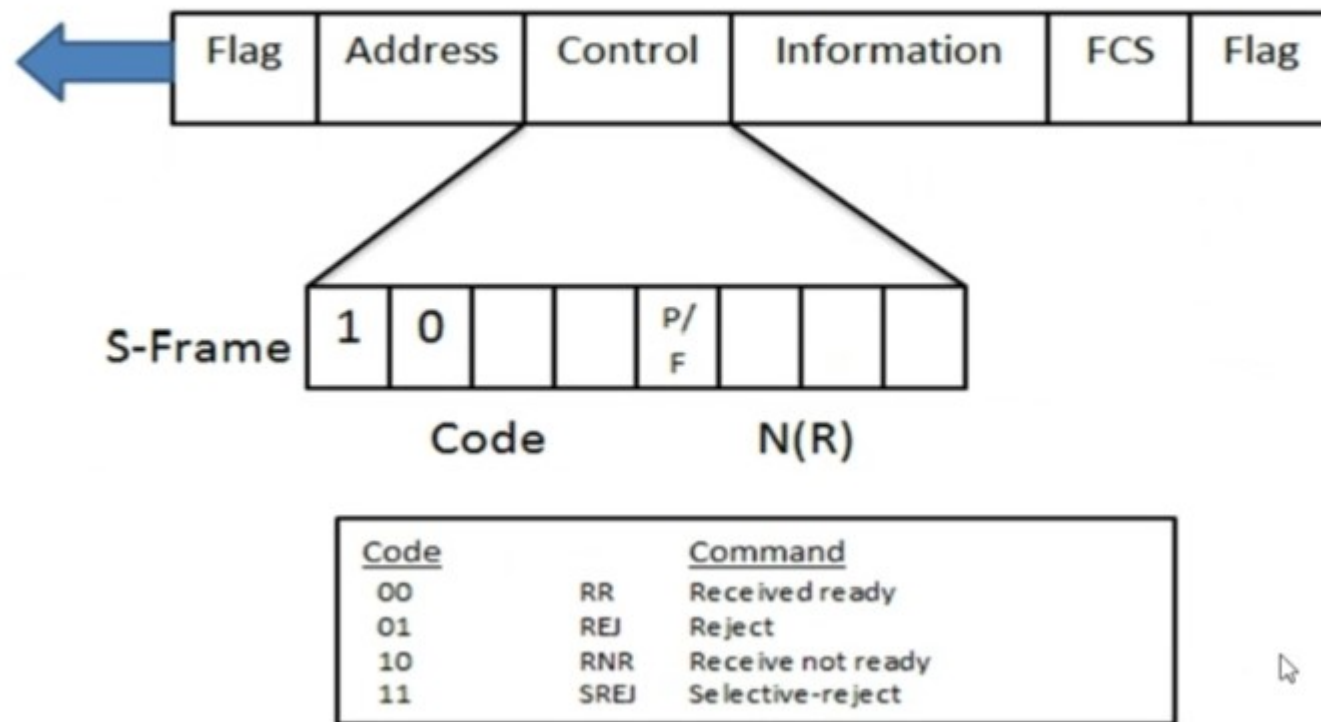 Flag Address Control Information FCS Flag
S-Frame 1 0 P/ F
Code N(R)
Code Command
00 RR Received ready
01 REJ Reject
10 RNR Receive not ready
11 SREJ Selective-reject